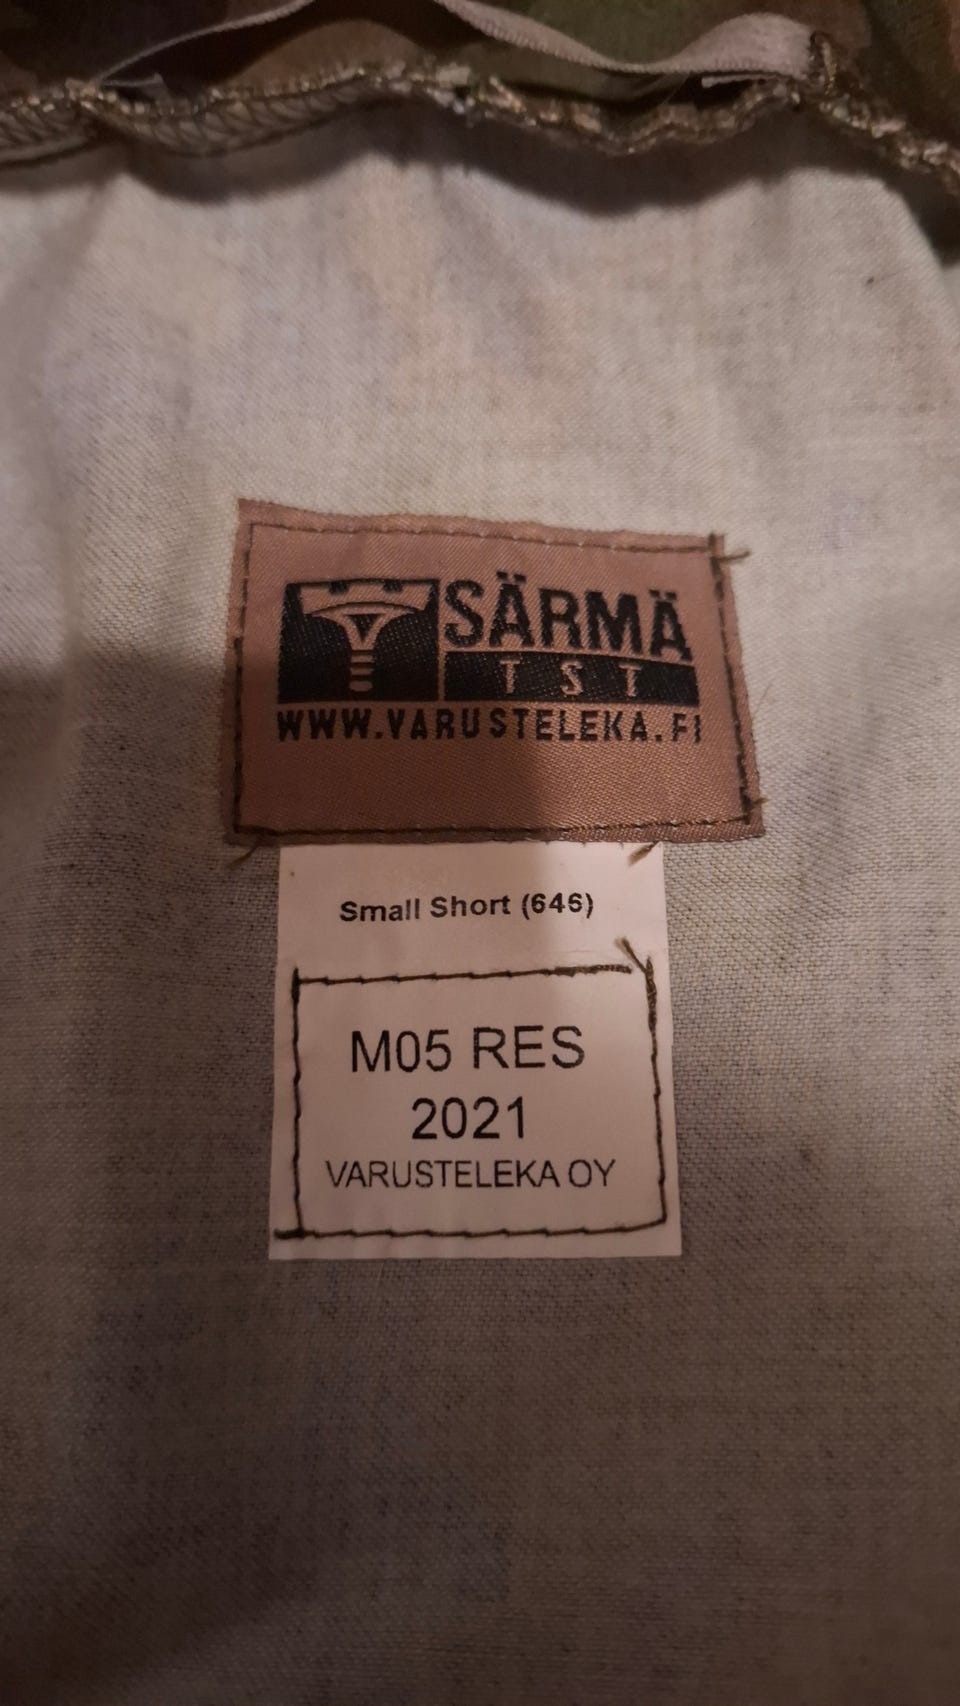 SÄRMÄ
TST
WWW.VARUSTELEKA.FI
Small Short (646)
M05 RES
2021
VARUSTELEKA OY